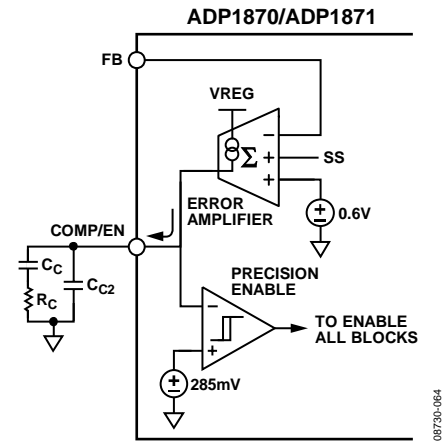 ADP1870/ADP1871
FB
VREG
Σ
−
+
+
SS
ERROR
AMPLIFIER
0.6V
COMP/EN
CC
CC2
RC
PRECISION
ENABLE
−
+
TO ENABLE
ALL BLOCKS
285mV
08730-064